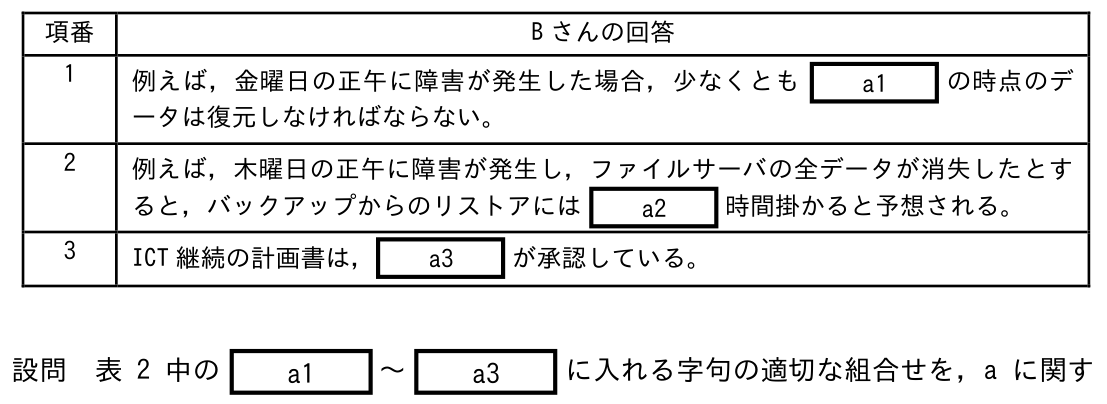 項番 Bさんの回答
1 例えば，金曜日の正午に障害が発生した場合，少なくとも a1 の時点のデ
ータは復元しなければならない。
2 例えば，木曜日の正午に障害が発生し，ファイルサーバの全データが消失したとす
ると，バックアップからのリストアには a2 時間掛かると予想される。
3 ICT 継続の計画書は， a3 が承認している。
設問 表 2 中の a1 ～ a3 に入れる字句の適切な組合せを，a に関す